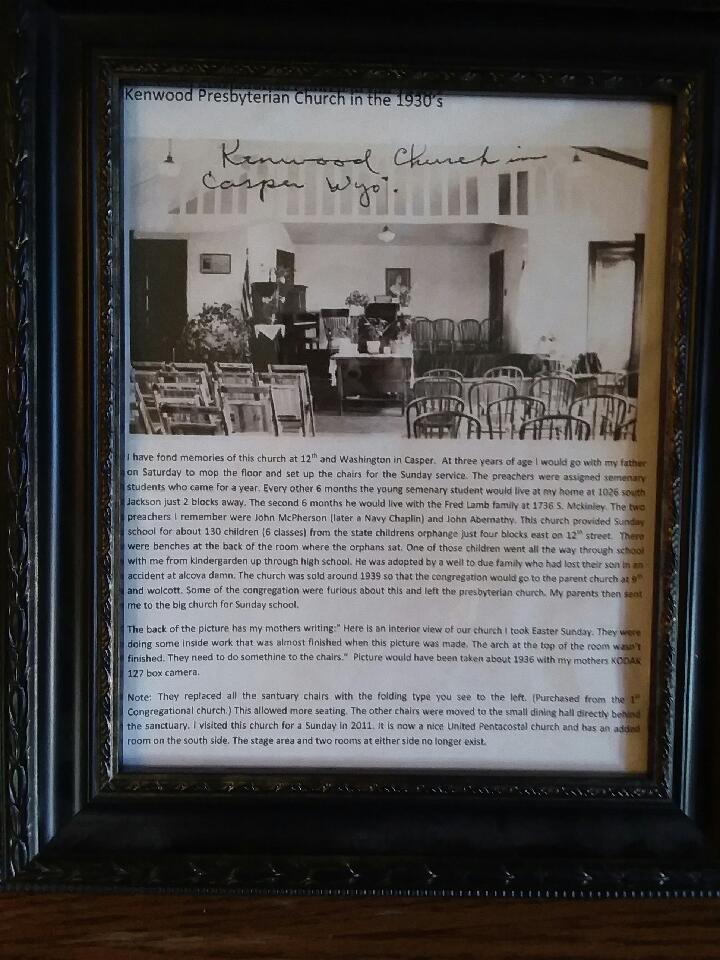 Kenwood Presbyterian Church in the 1930's
Kenwood Church in
Casper Wyo.
I have fond memories of this church at 12th and Washington in Casper. At three years of age I would go with my father
on Saturday to mop the floor and set up the chairs for the Sunday service. The preachers were assigned semenary
students who came for a year. Every other 6 months the young semenary student would live at my home at 1026 south
Jackson just 2 blocks away. The second 6 months he would live with the Fred Lamb family at 1736 S. Mckinley. The two
preachers I remember were John McPherson (later a Navy Chaplin) and John Abernathy. This church provided Sunday
school for about 130 children (6 classes) from the state childrens orphange just four blocks east on 12th street. There
were benches at the back of the room where the orphans sat. One of those children went all the way through school
with me from kindergarden up through high school. He was adopted by a well to due family who had lost their son in an
accident at alcova damn. The church was sold around 1939 so that the congregation would go to the parent church at 9th
and wolcott. Some of the congregation were furious about this and left the presbyterian church. My parents then sent
me to the big church for Sunday school.
The back of the picture has my mothers writing:" Here is an interior view of our church I took Easter Sunday. They were
doing some inside work that was almost finished when this picture was made. The arch at the top of the room wasn't
finished. They need to do somethine to the chairs." Picture would have been taken about 1936 with my mothers KODAK
127 box camera.
Note: They replaced all the santuary chairs with the folding type you see to the left. (Purchased from the 1st
Congregational church.) This allowed more seating. The other chairs were moved to the small dining hall directly behind
the sanctuary. I visited this church for a Sunday in 2011. It is now a nice United Pentacostal church and has an added
room on the south side. The stage area and two rooms at either side no longer exist.